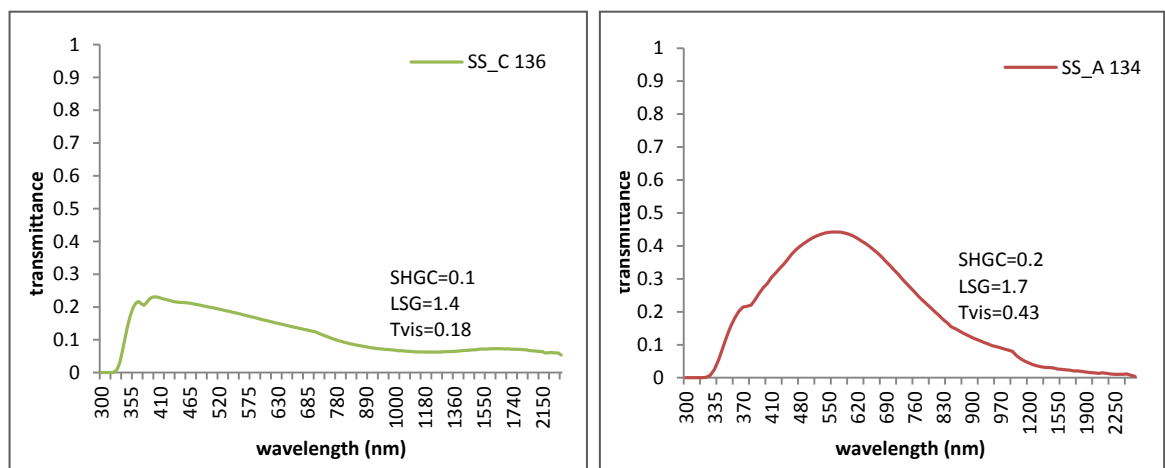 SS_C 136
1
0.9
0.8
0.7
0.6
0.5
0.4
0.3
0.2
0.1
0
transmittance
SHGC=0.1
LSG=1.4
Tvis=0.18
300 355 410 465 520 575 630 685 780 890 1000 1180 1360 1550 1740 2150
wavelength (nm)
SS_A 134
1
0.9
0.8
0.7
0.6
0.5
0.4
0.3
0.2
0.1
0
transmittance
SHGC=0.2
LSG=1.7
Tvis=0.43
300 355 370 410 480 550 620 690 760 830 900 970 1200 1550 1900 2250
wavelength (nm)